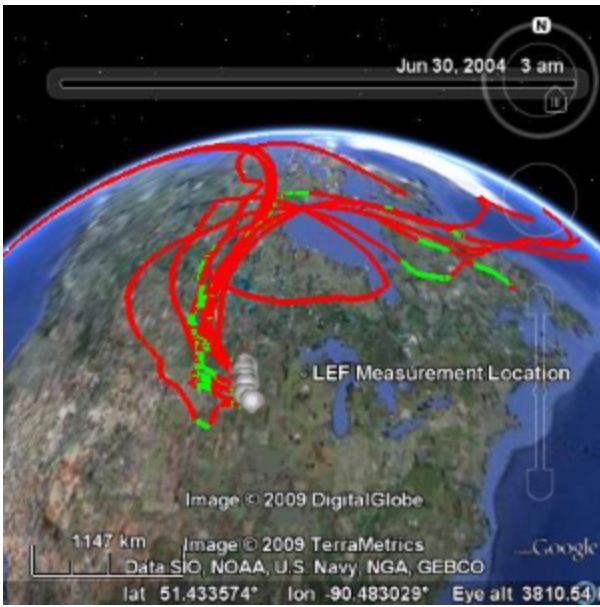 N
Jun 30, 2004 3 am
LEF Measurement Location
Image © 2009 DigitalGlobe
1147 km
Image © 2009 TerraMetrics
Google
Data SIO, NOAA, U.S. Navy, NGA, GEBCO
lat 51.433574° lon -90.483029° Eye alt 3810.54